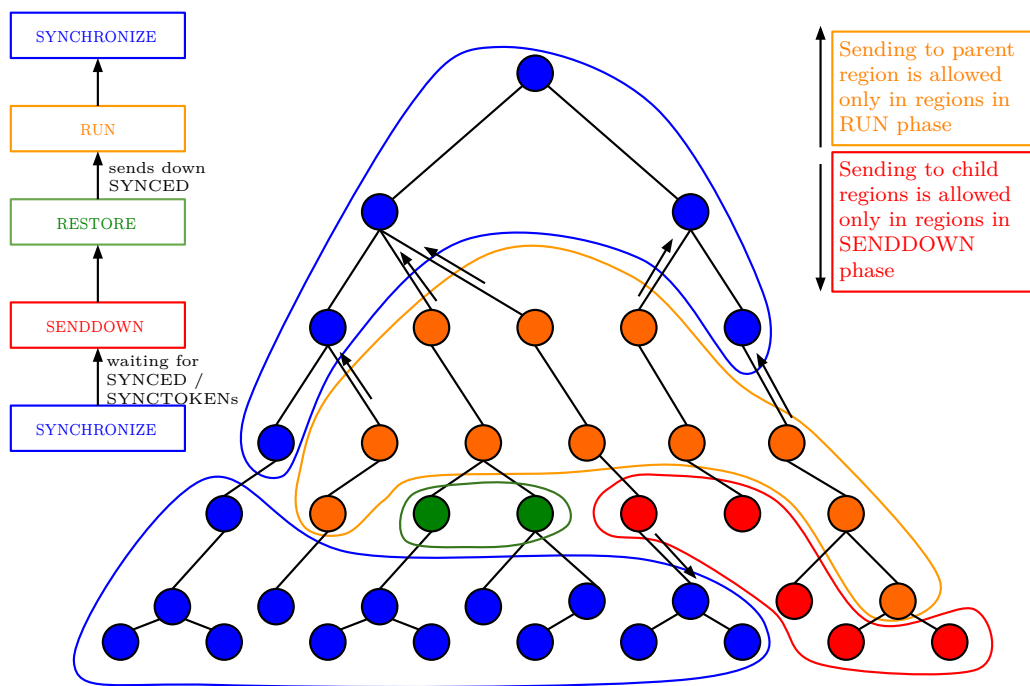 SYNCHRONIZE
RUN
sends down
SYNCED
RESTORE
SENDDOWN
waiting for
SYNCED /
SYNCTOKENs
SYNCHRONIZE
Sending to parent
region is allowed
only in regions in
RUN phase
Sending to child
regions is allowed
only in regions in
SENDDOWN
phase